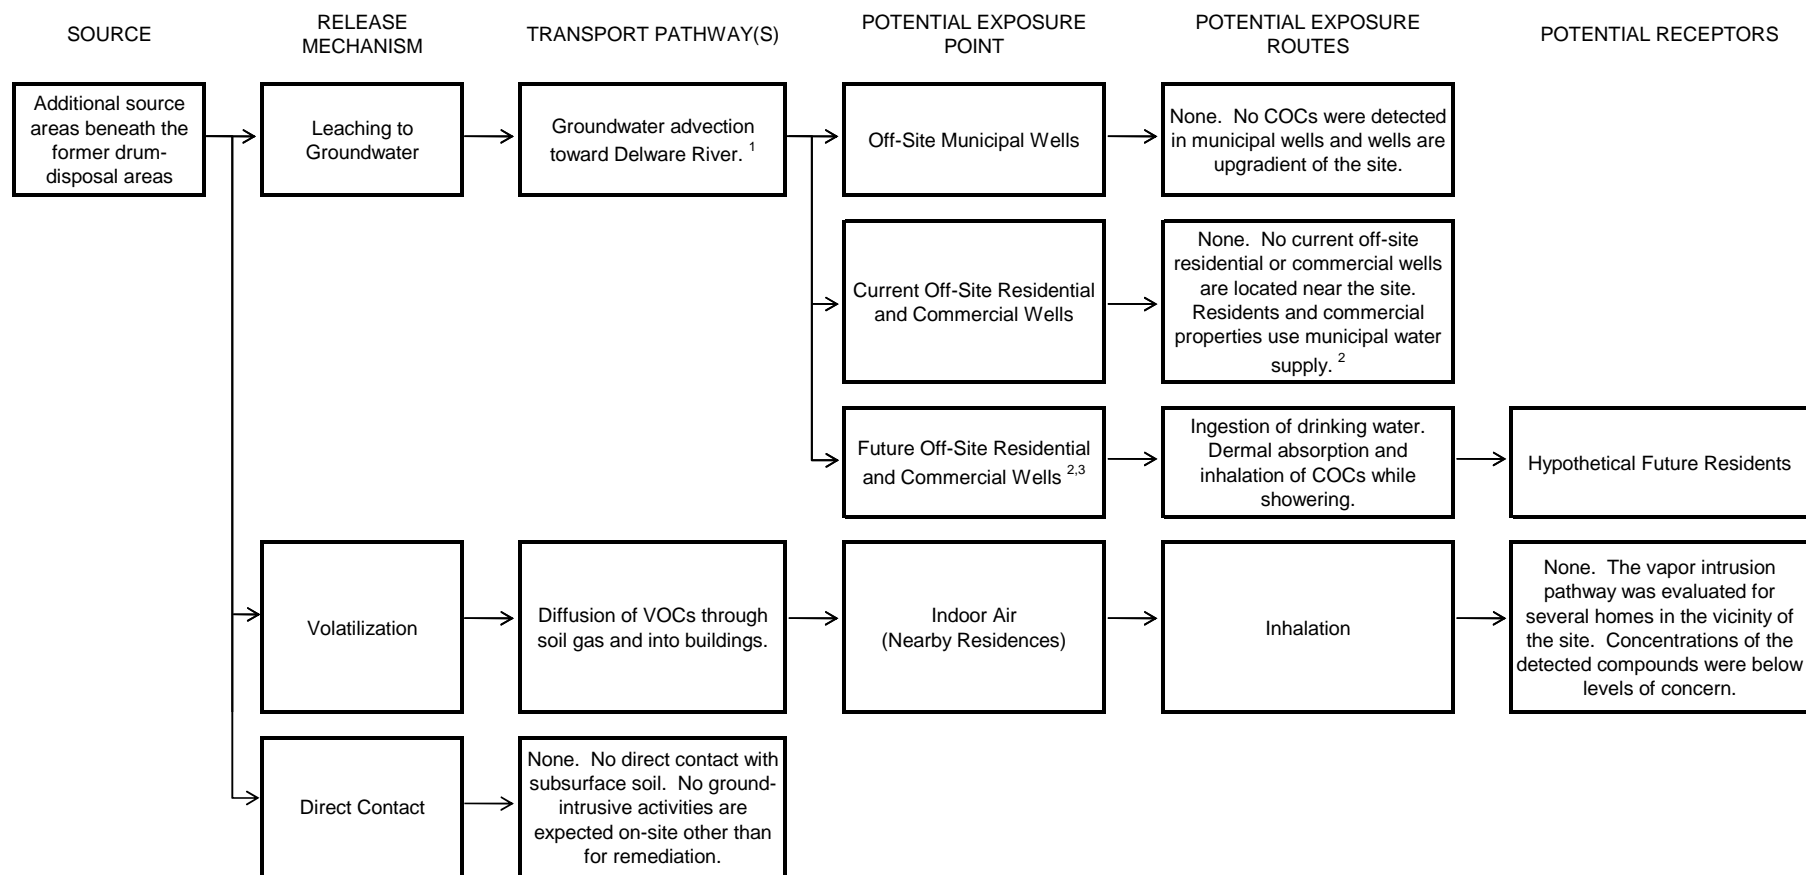 SOURCE
RELEASE
MECHANISM
TRANSPORT PATHWAY(S)
POTENTIAL EXPOSURE
POINT
POTENTIAL EXPOSURE
ROUTES
POTENTIAL RECEPTORS
Additional source
areas beneath the
former drum-
disposal areas
Leaching to
Groundwater
Groundwater advection
toward Delware River. 1
Off-Site Municipal Wells
None. No COCs were detected
in municipal wells and wells are
upgradient of the site.
Current Off-Site Residential
and Commercial Wells
None. No current off-site
residential or commercial wells
are located near the site.
Residents and commercial
properties use municipal water
supply. 2
Future Off-Site Residential
and Commercial Wells 2,3
Ingestion of drinking water.
Dermal absorption and
inhalation of COCs while
showering.
Hypothetical Future Residents
Volatilization
Diffusion of VOCs through
soil gas and into buildings.
Indoor Air
(Nearby Residences)
Inhalation
None. The vapor intrusion
pathway was evaluated for
several homes in the vicinity of
the site. Concentrations of the
detected compounds were below
levels of concern.
Direct Contact
None. No direct contact with
subsurface soil. No ground-
intrusive activities are
expected on-site other than
for remediation.